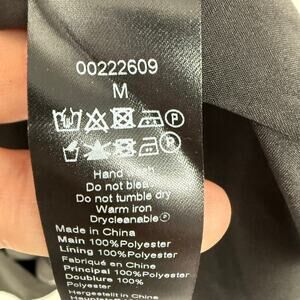 00222609
M
Hand wash
Do not bleach
Do not tumble dry
Warm iron
Drycleanable Ⓟ
Made in China
Main 100%Polyester
Lining 100%Polyester
Fabriqué en Chine
Principal 100%Polyester
Doublure 100%
Polyester
Hergestellt in China